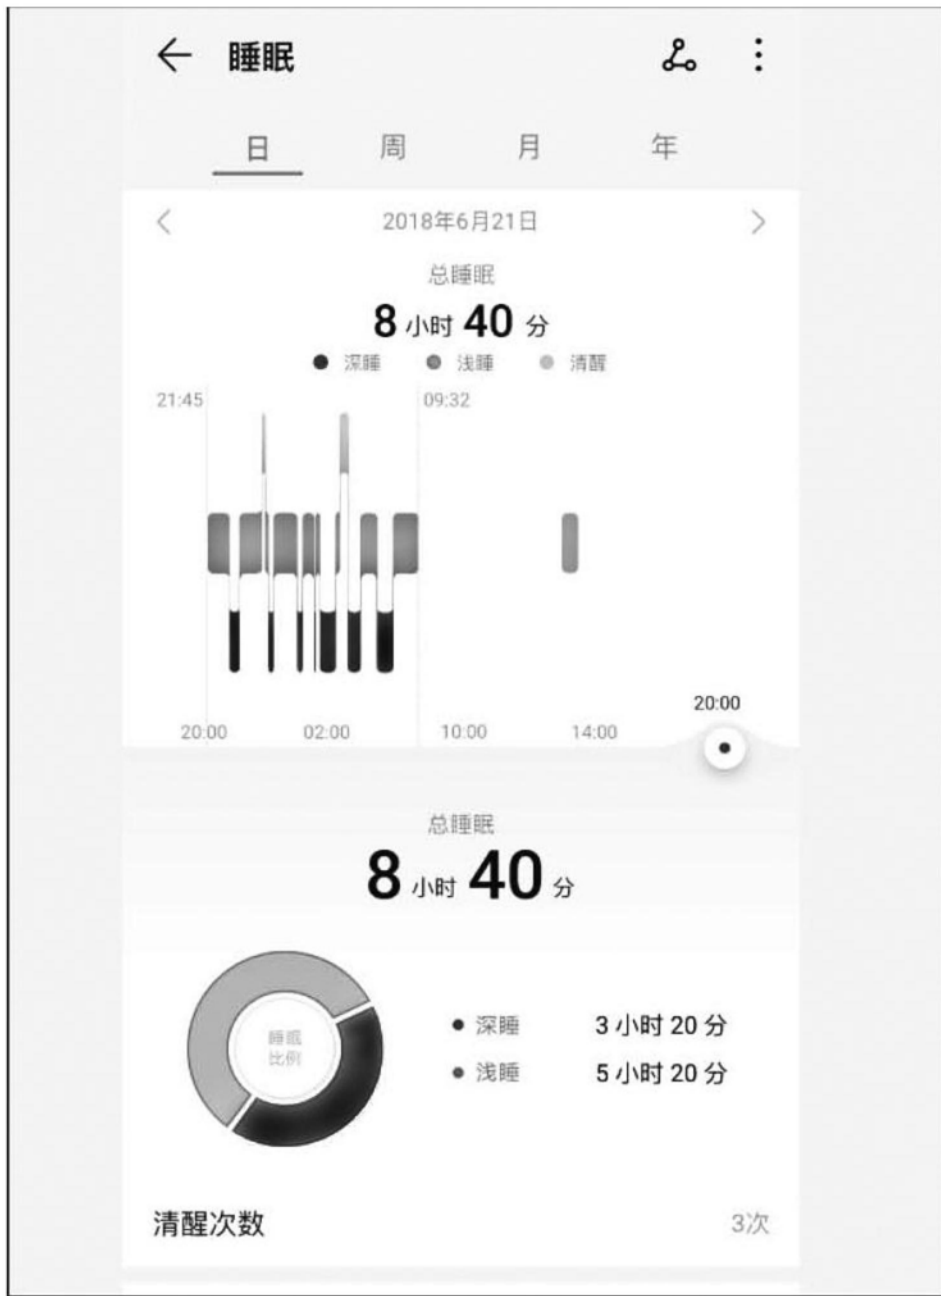 睡眠
日 周 月 年
2018年6月21日
总睡眠
8 小时 40 分
深睡 浅睡 清醒
21:45 09:32
20:00
20:00 02:00 10:00 14:00
总睡眠
8 小时 40 分
睡眠
比例
深睡 3 小时 20 分
浅睡 5 小时 20 分
清醒次数 3次